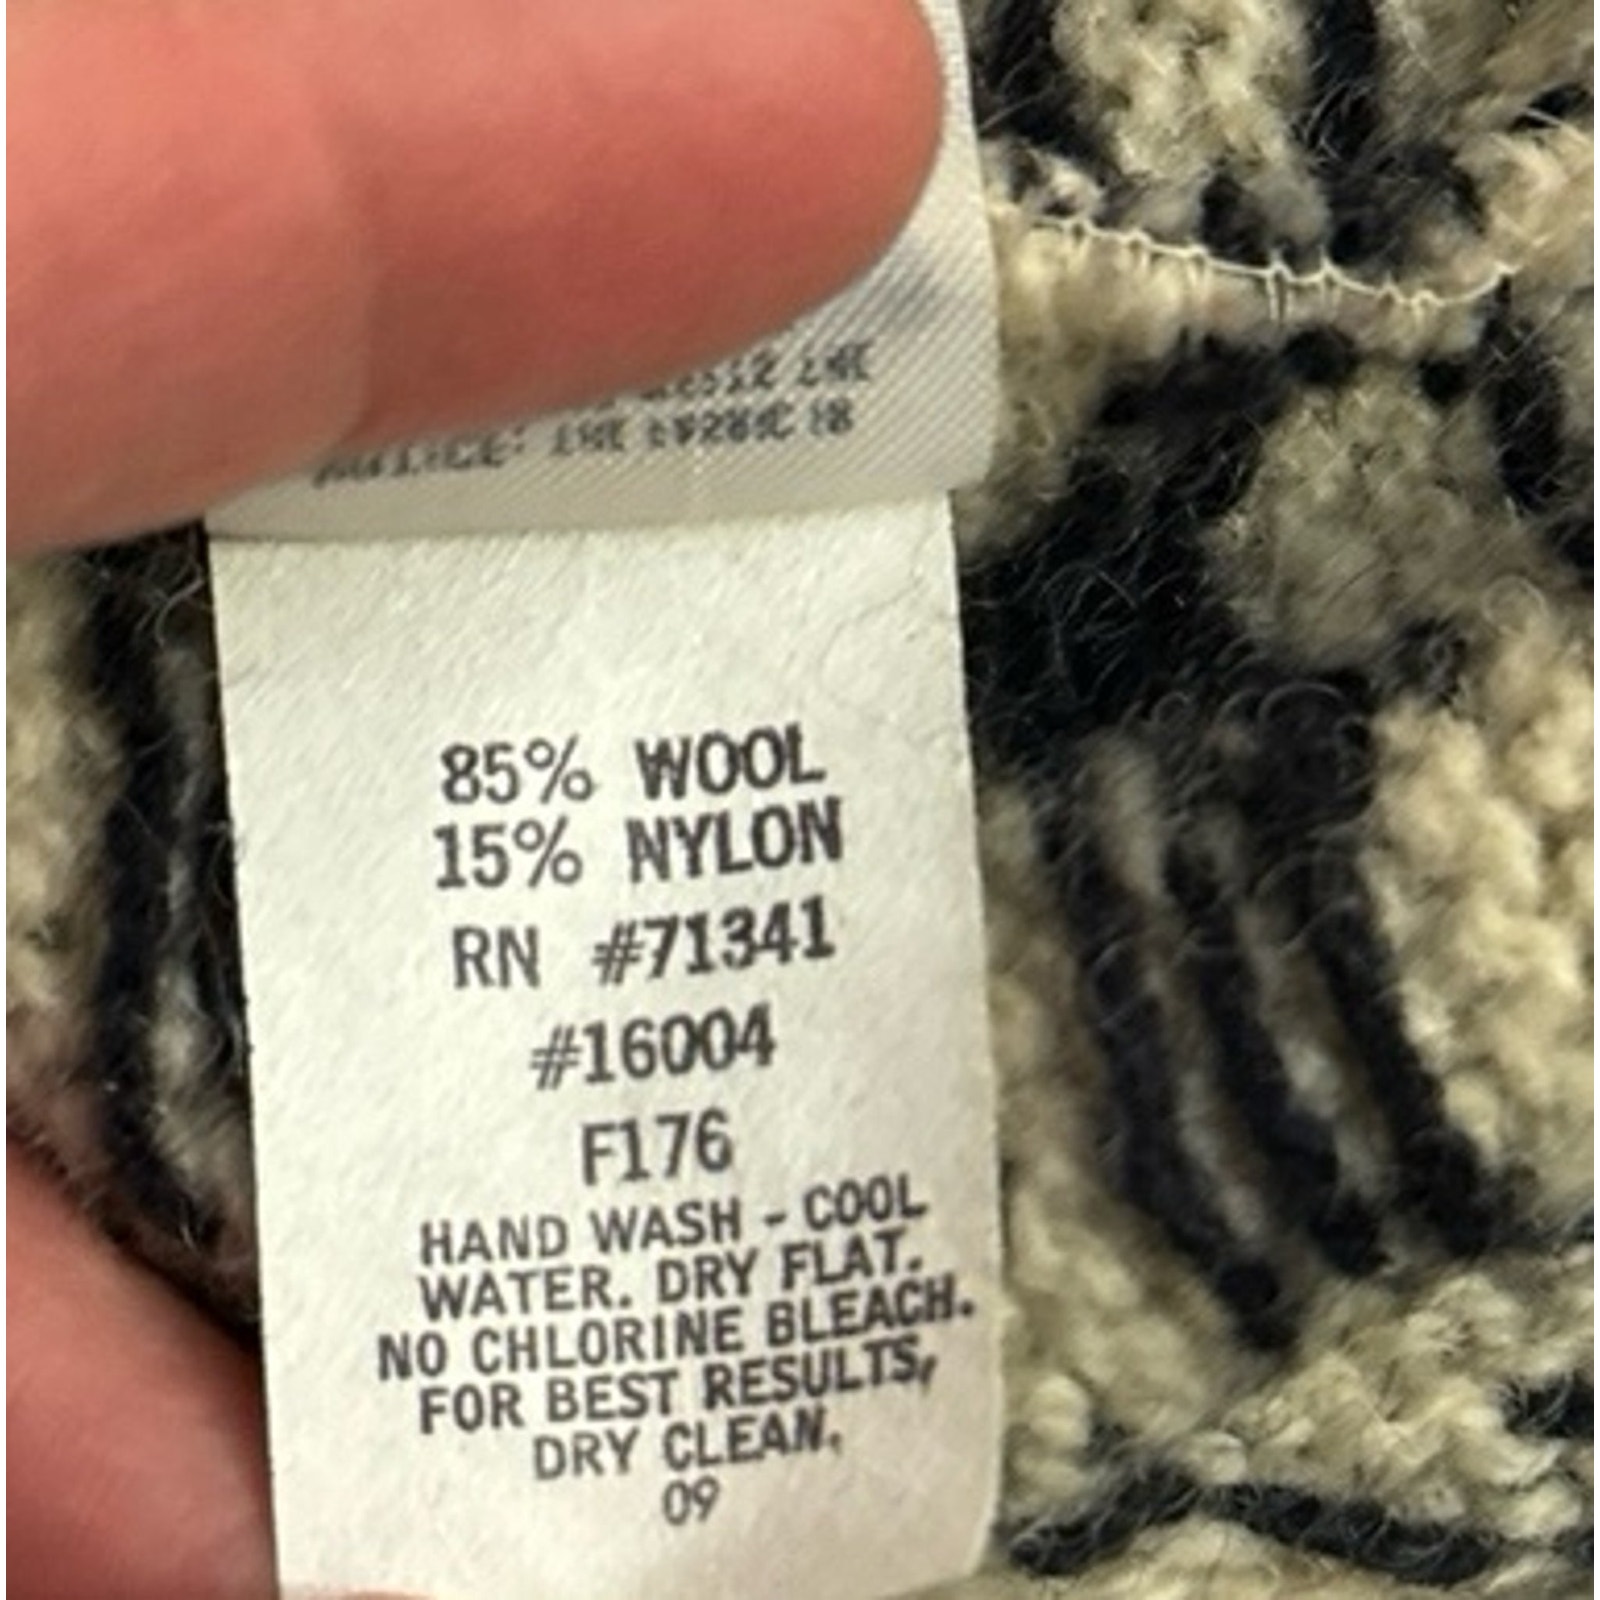 85% WOOL
15% NYLON
RN #71341
#16004
F176
HAND WASH - COOL
WATER. DRY FLAT.
NO CHLORINE BLEACH.
FOR BEST RESULTS,
DRY CLEAN.
09